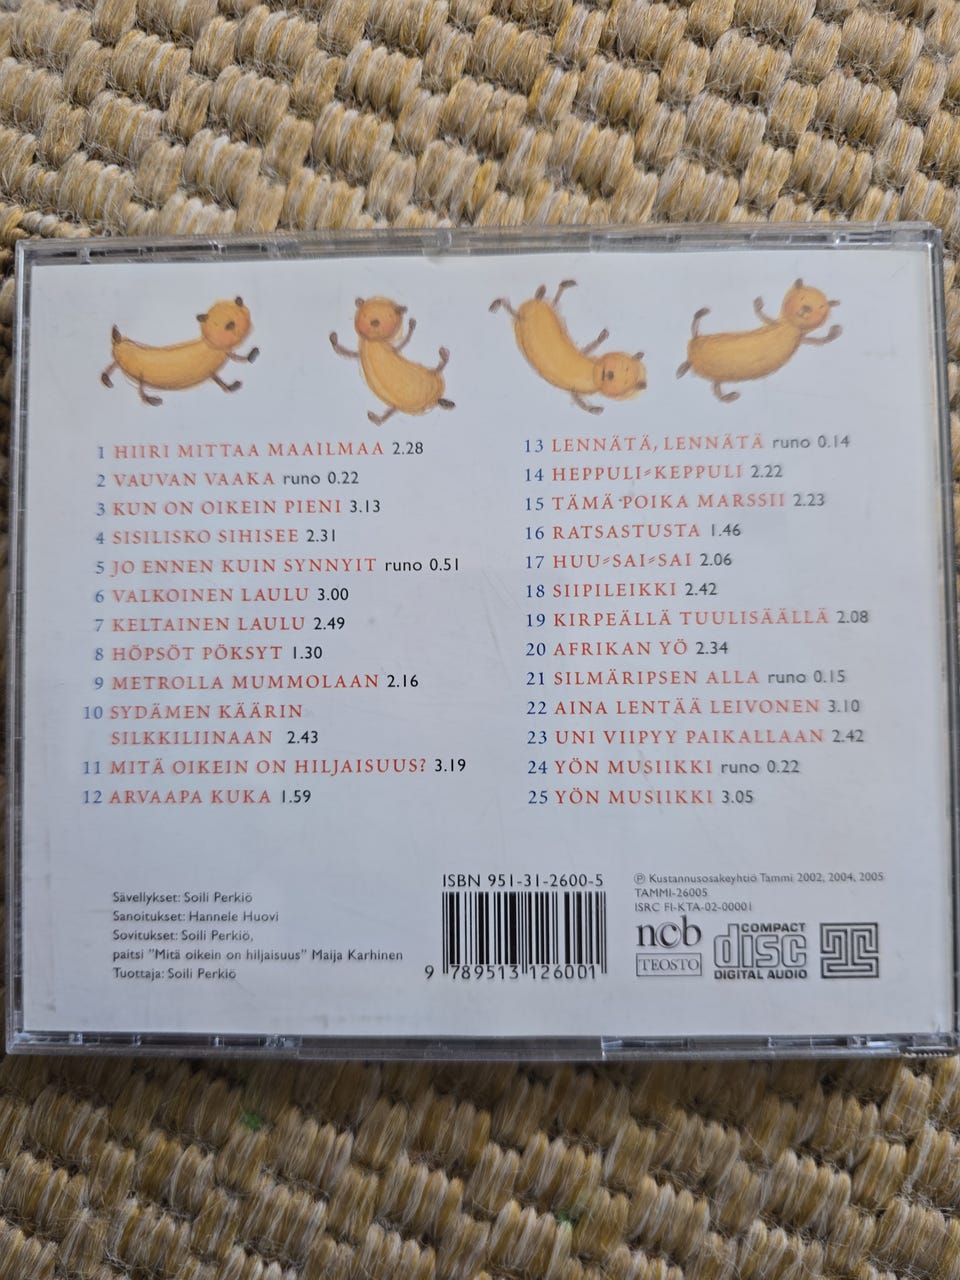 1 HIIRI MITTAA MAAILMAA 2.28
2 VAUVAN VAAKA runo 0.22
3 KUN ON OIKEIN PIENI 3.13
4 SISILISKO SIHISEE 2.31
5 JO ENNEN KUIN SYNNYIT runo 0.51
6 VALKOINEN LAULU 3.00
7 KELTAINEN LAULU 2.49
8 HÖPSÖT PÖKSYT 1.30
9 METROLLA MUMMOLAAN 2.16
10 SYDÄMEN KÄÄRIN
SILKKILIINAAN 2.43
11 MITÄ OIKEIN ON HILJAISUUS? 3.19
12 ARVAAPA KUKA 1.59
13 LENNÄTÄ, LENNÄTÄ runo 0.14
14 HEPPULI-KEPPULI 2.22
15 TÄMÄ POIKA MARSSII 2.23
16 RATSASTUSTA 1.46
17 HUU-SAI-SAI 2.06
18 SIIPILEIKKI 2.42
19 KIRPEÄLLÄ TUULISÄÄLLÄ 2.08
20 AFRIKAN YÖ 2.34
21 SILMÄRIPSEN ALLA runo 0.15
22 AINA LENTÄÄ LEIVONEN 3.10
23 UNI VIIPYY PAIKALLAAN 2.42
24 YÖN MUSIIKKI runo 0.22
25 YÖN MUSIIKKI 3.05
Sävellykset: Soili Perkiö
Sanoitukset: Hannele Huovi
Sovitukset: Soili Perkiö,
paitsi "Mitä oikein on hiljaisuus" Maija Karhinen
Tuottaja: Soili Perkiö
ISBN 951-31-2600-5
9 789513 126001
℗ Kustannusosakeyhtiö Tammi 2002, 2004, 2005
TAMMI-26005
ISRC FI-KTA-02-00001
ncb
TEOSTO
COMPACT
disc
DIGITAL AUDIO